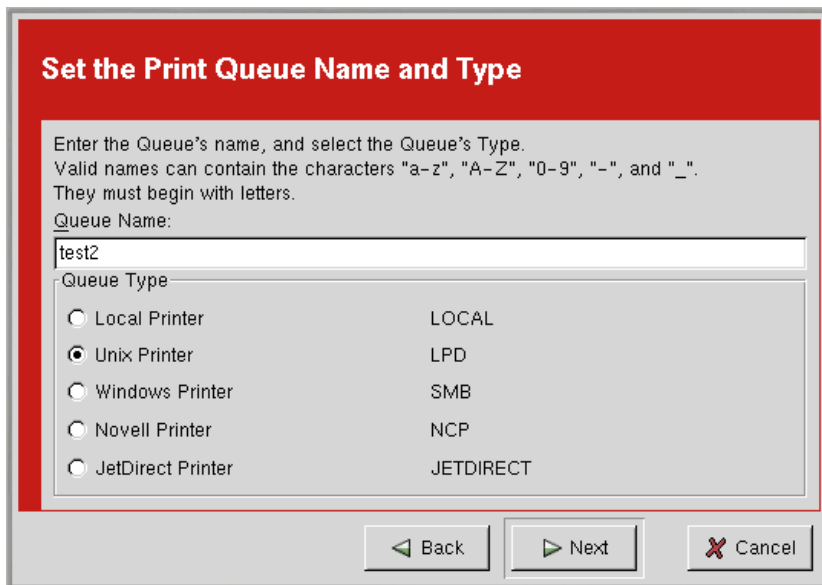 Set the Print Queue Name and Type
Enter the Queue's name, and select the Queue's Type.
Valid names can contain the characters "a-z", "A-Z", "0-9", "-", and "_".
They must begin with letters.
Queue Name:
test2
Queue Type
Local Printer LOCAL
Unix Printer LPD
Windows Printer SMB
Novell Printer NCP
JetDirect Printer JETDIRECT
Back Next Cancel